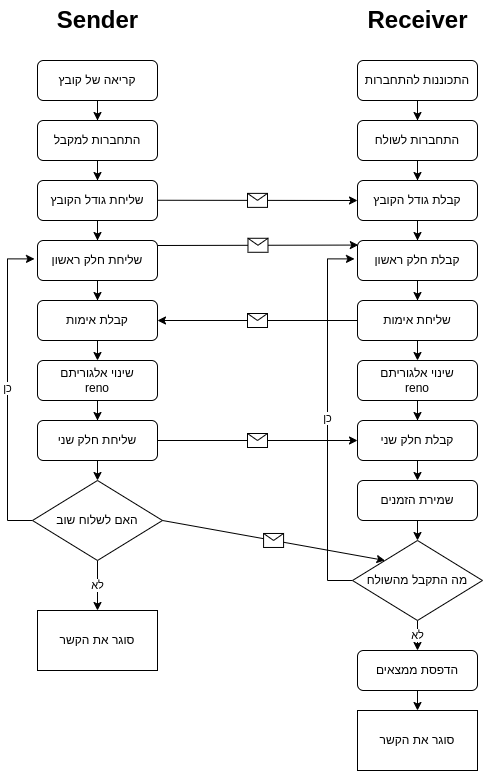 Sender
קריאה של קובץ
התחברות למקבל
שליחת גודל הקובץ
שליחת חלק ראשון
קבלת אימות
שינוי אלגוריתם
reno
כן
שליחת חלק שני
האם לשלוח שוב
לא
סוגר את הקשר
Receiver
התכוננות להתחברות
התחברות לשולח
קבלת גודל הקובץ
קבלת חלק ראשון
שליחת אימות
שינוי אלגוריתם
reno
כן
קבלת חלק שני
שמירת הזמנים
מה התקבל מהשולח
לא
הדפסת ממצאים
סוגר את הקשר